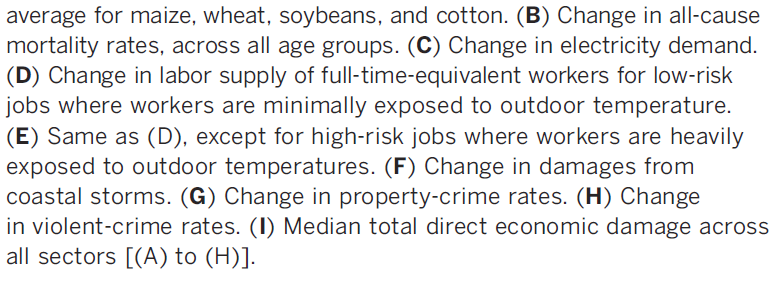 average for maize, wheat, soybeans, and cotton. (B) Change in all-cause
mortality rates, across all age groups. (C) Change in electricity demand.
(D) Change in labor supply of full-time-equivalent workers for low-risk
jobs where workers are minimally exposed to outdoor temperature.
(E) Same as (D), except for high-risk jobs where workers are heavily
exposed to outdoor temperatures. (F) Change in damages from
coastal storms. (G) Change in property-crime rates. (H) Change
in violent-crime rates. (I) Median total direct economic damage across
all sectors [(A) to (H)].